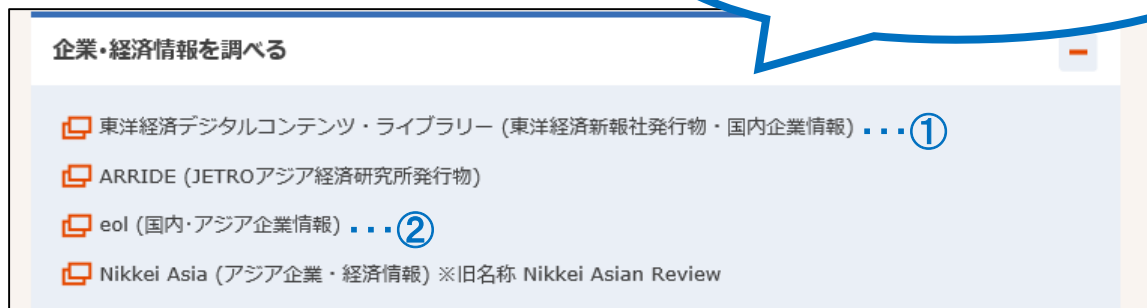 企業・経済情報を調べる
東洋経済デジタルコンテンツ・ライブラリー (東洋経済新報社発行物・国内企業情報) ・・・①
ARRIDE (JETROアジア経済研究所発行物)
eol (国内・アジア企業情報) ・・・②
Nikkei Asia (アジア企業・経済情報) ※旧名称 Nikkei Asian Review